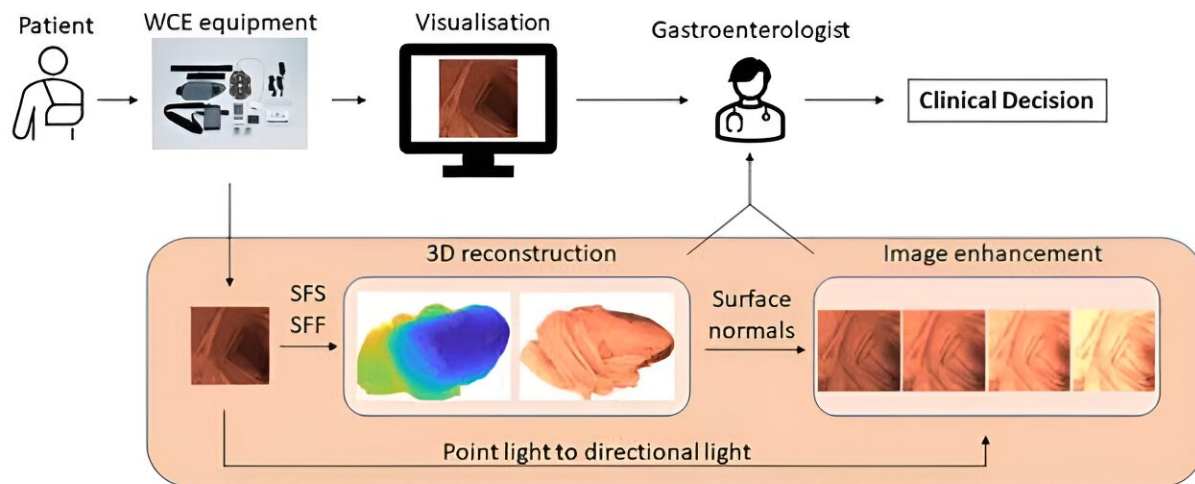 Patient
WCE equipment
Visualisation
Gastroenterologist
Clinical Decision
3D reconstruction
Image enhancement
SFS
SFF
Surface
normals
Point light to directional light